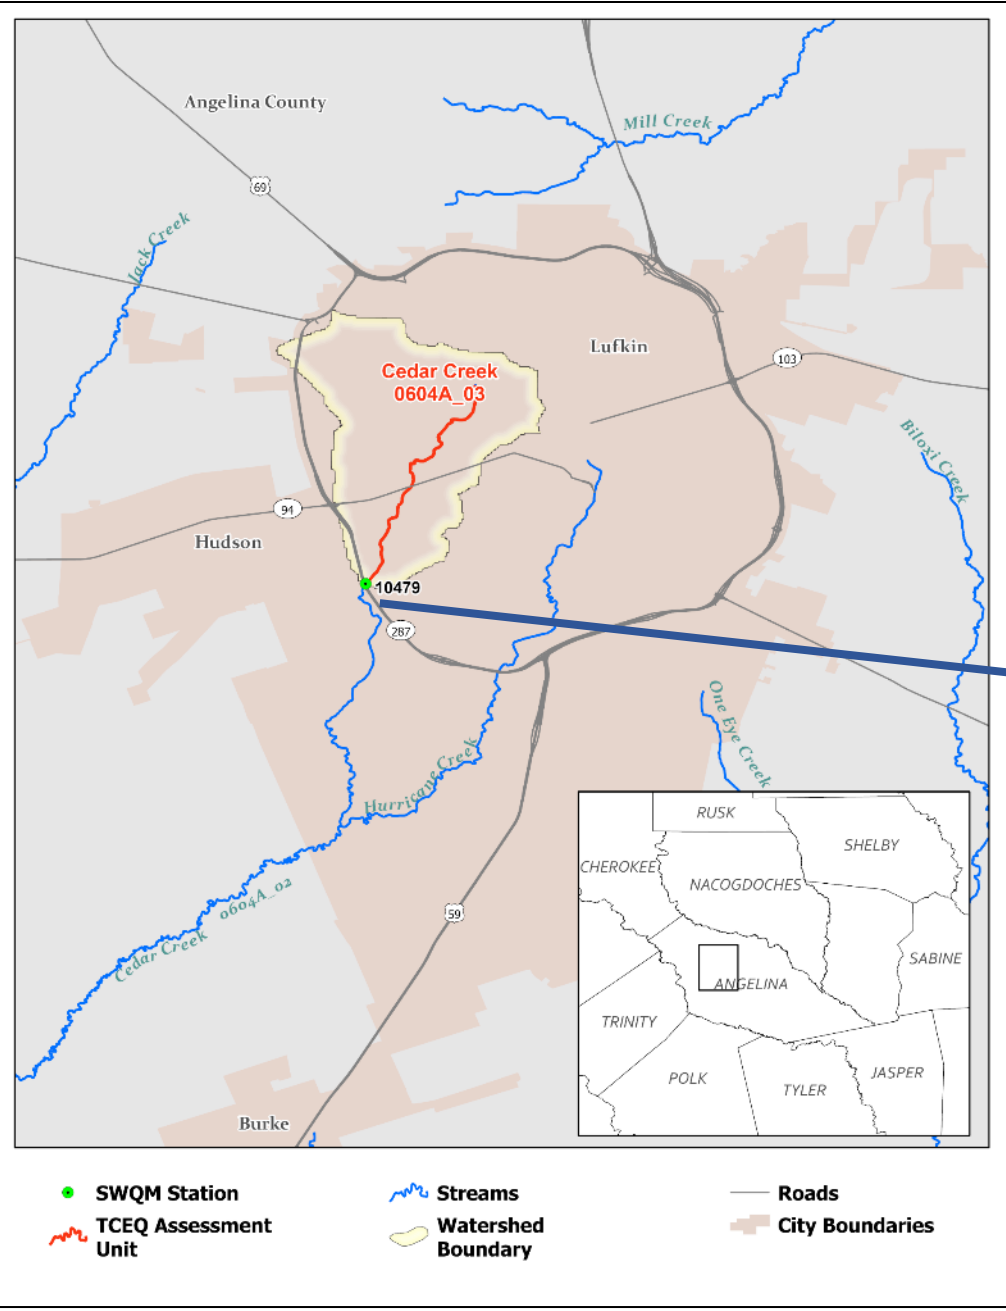 Angelina County
Mill Creek
69
Jack Creek
Lufkin
103
Cedar Creek
0604A_03
Biloxi Creek
94
Hudson
10479
287
One Eye Creek
Hurricane Creek
0604A_02
Cedar Creek
59
Burke
RUSK
SHELBY
CHEROKEE
NACOGDOCHES
SABINE
ANGELINA
TRINITY
POLK
TYLER
JASPER
SWQM Station
Streams
Roads
TCEQ Assessment
Unit
Watershed
Boundary
City Boundaries